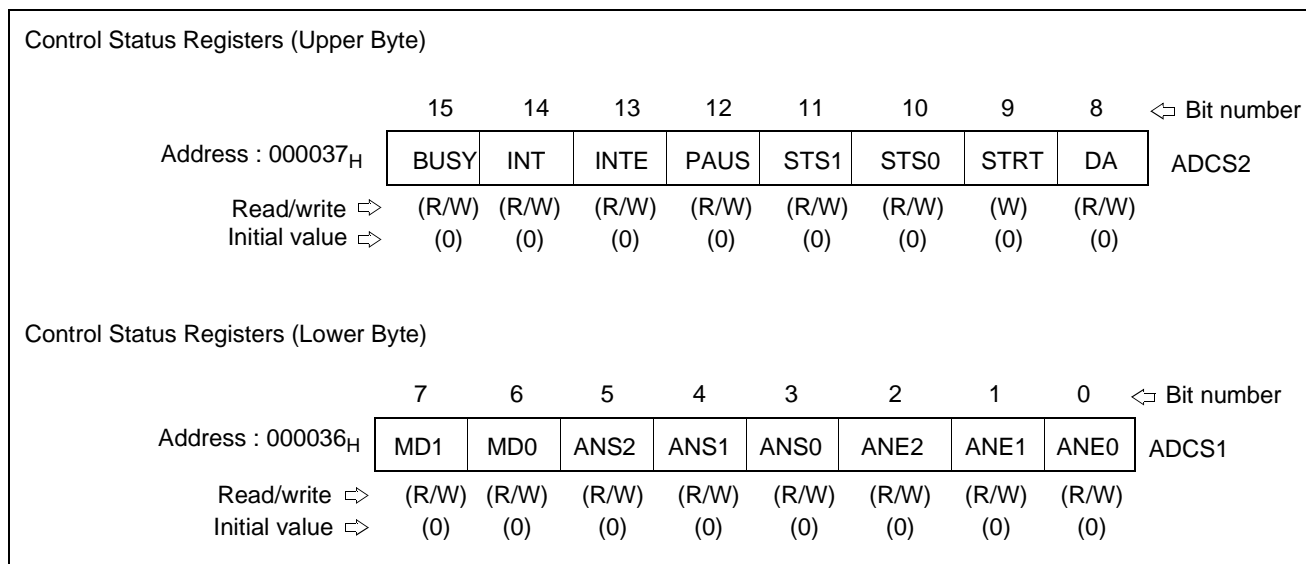 Control Status Registers (Upper Byte)
15 14 13 12 11 10 9 8 ⇦ Bit number
Address : 000037H BUSY INT INTE PAUS STS1 STS0 STRT DA ADCS2
Read/write ⇨ (R/W) (R/W) (R/W) (R/W) (R/W) (R/W) (W) (R/W)
Initial value ⇨ (0) (0) (0) (0) (0) (0) (0) (0)
Control Status Registers (Lower Byte)
7 6 5 4 3 2 1 0 ⇦ Bit number
Address : 000036H MD1 MD0 ANS2 ANS1 ANS0 ANE2 ANE1 ANE0 ADCS1
Read/write ⇨ (R/W) (R/W) (R/W) (R/W) (R/W) (R/W) (R/W) (R/W)
Initial value ⇨ (0) (0) (0) (0) (0) (0) (0) (0)